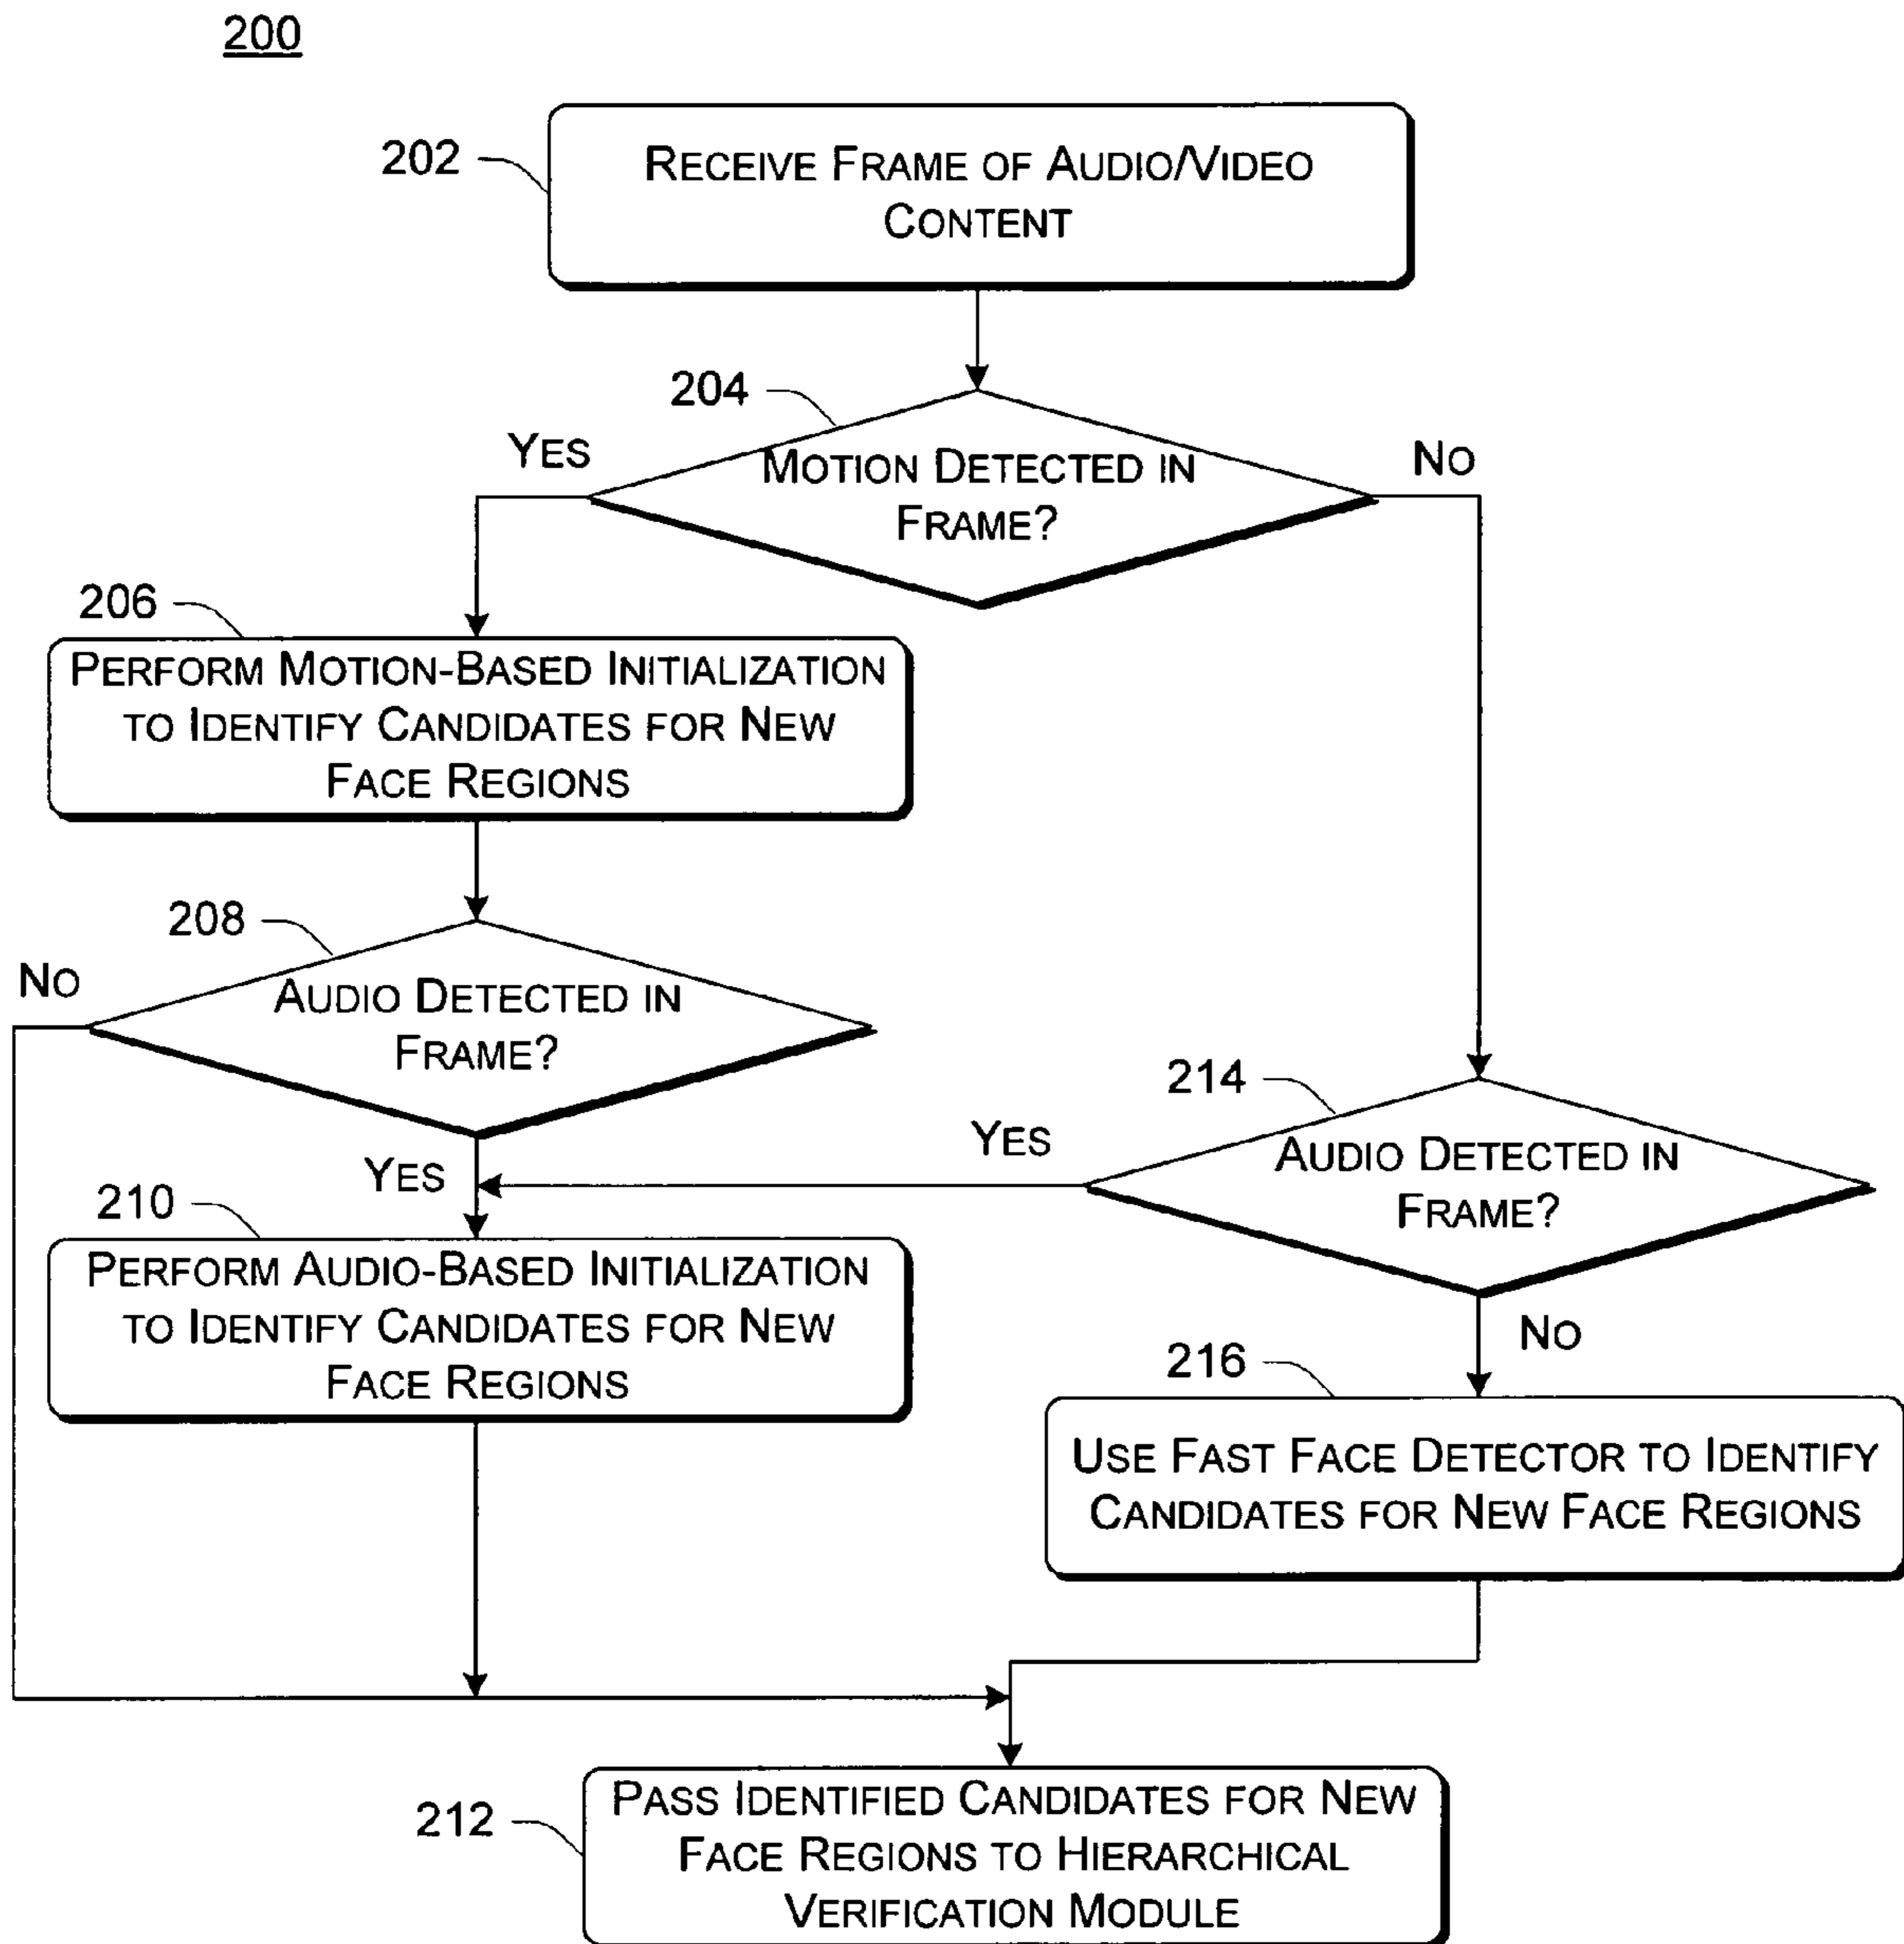 200
202
RECEIVE FRAME OF AUDIO/VIDEO
CONTENT
204
YES
MOTION DETECTED IN
FRAME?
NO
206
PERFORM MOTION-BASED INITIALIZATION
TO IDENTIFY CANDIDATES FOR NEW
FACE REGIONS
208
NO
AUDIO DETECTED IN
FRAME?
YES
214
YES
AUDIO DETECTED IN
FRAME?
NO
210
PERFORM AUDIO-BASED INITIALIZATION
TO IDENTIFY CANDIDATES FOR NEW
FACE REGIONS
216
USE FAST FACE DETECTOR TO IDENTIFY
CANDIDATES FOR NEW FACE REGIONS
212
PASS IDENTIFIED CANDIDATES FOR NEW
FACE REGIONS TO HIERARCHICAL
VERIFICATION MODULE